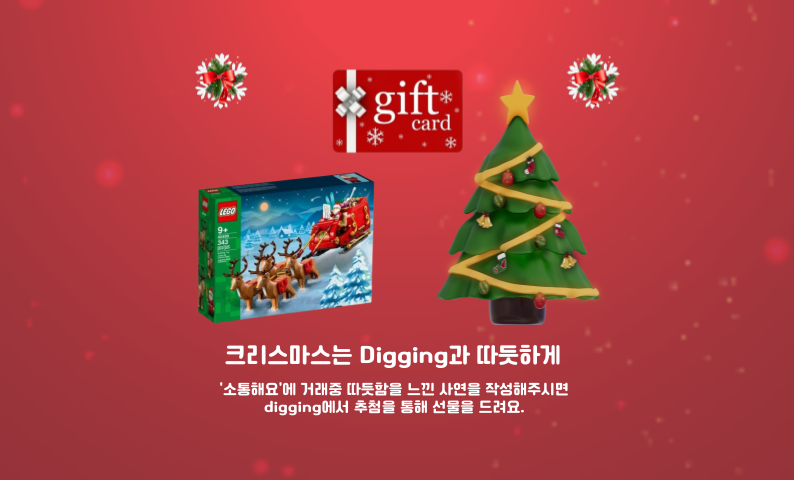 gift
card
LEGO
9+
343
크리스마스는 Digging과 따듯하게
'소통해요'에 거래중 따듯함을 느낀 사연을 작성해주시면
digging에서 추첨을 통해 선물을 드려요.